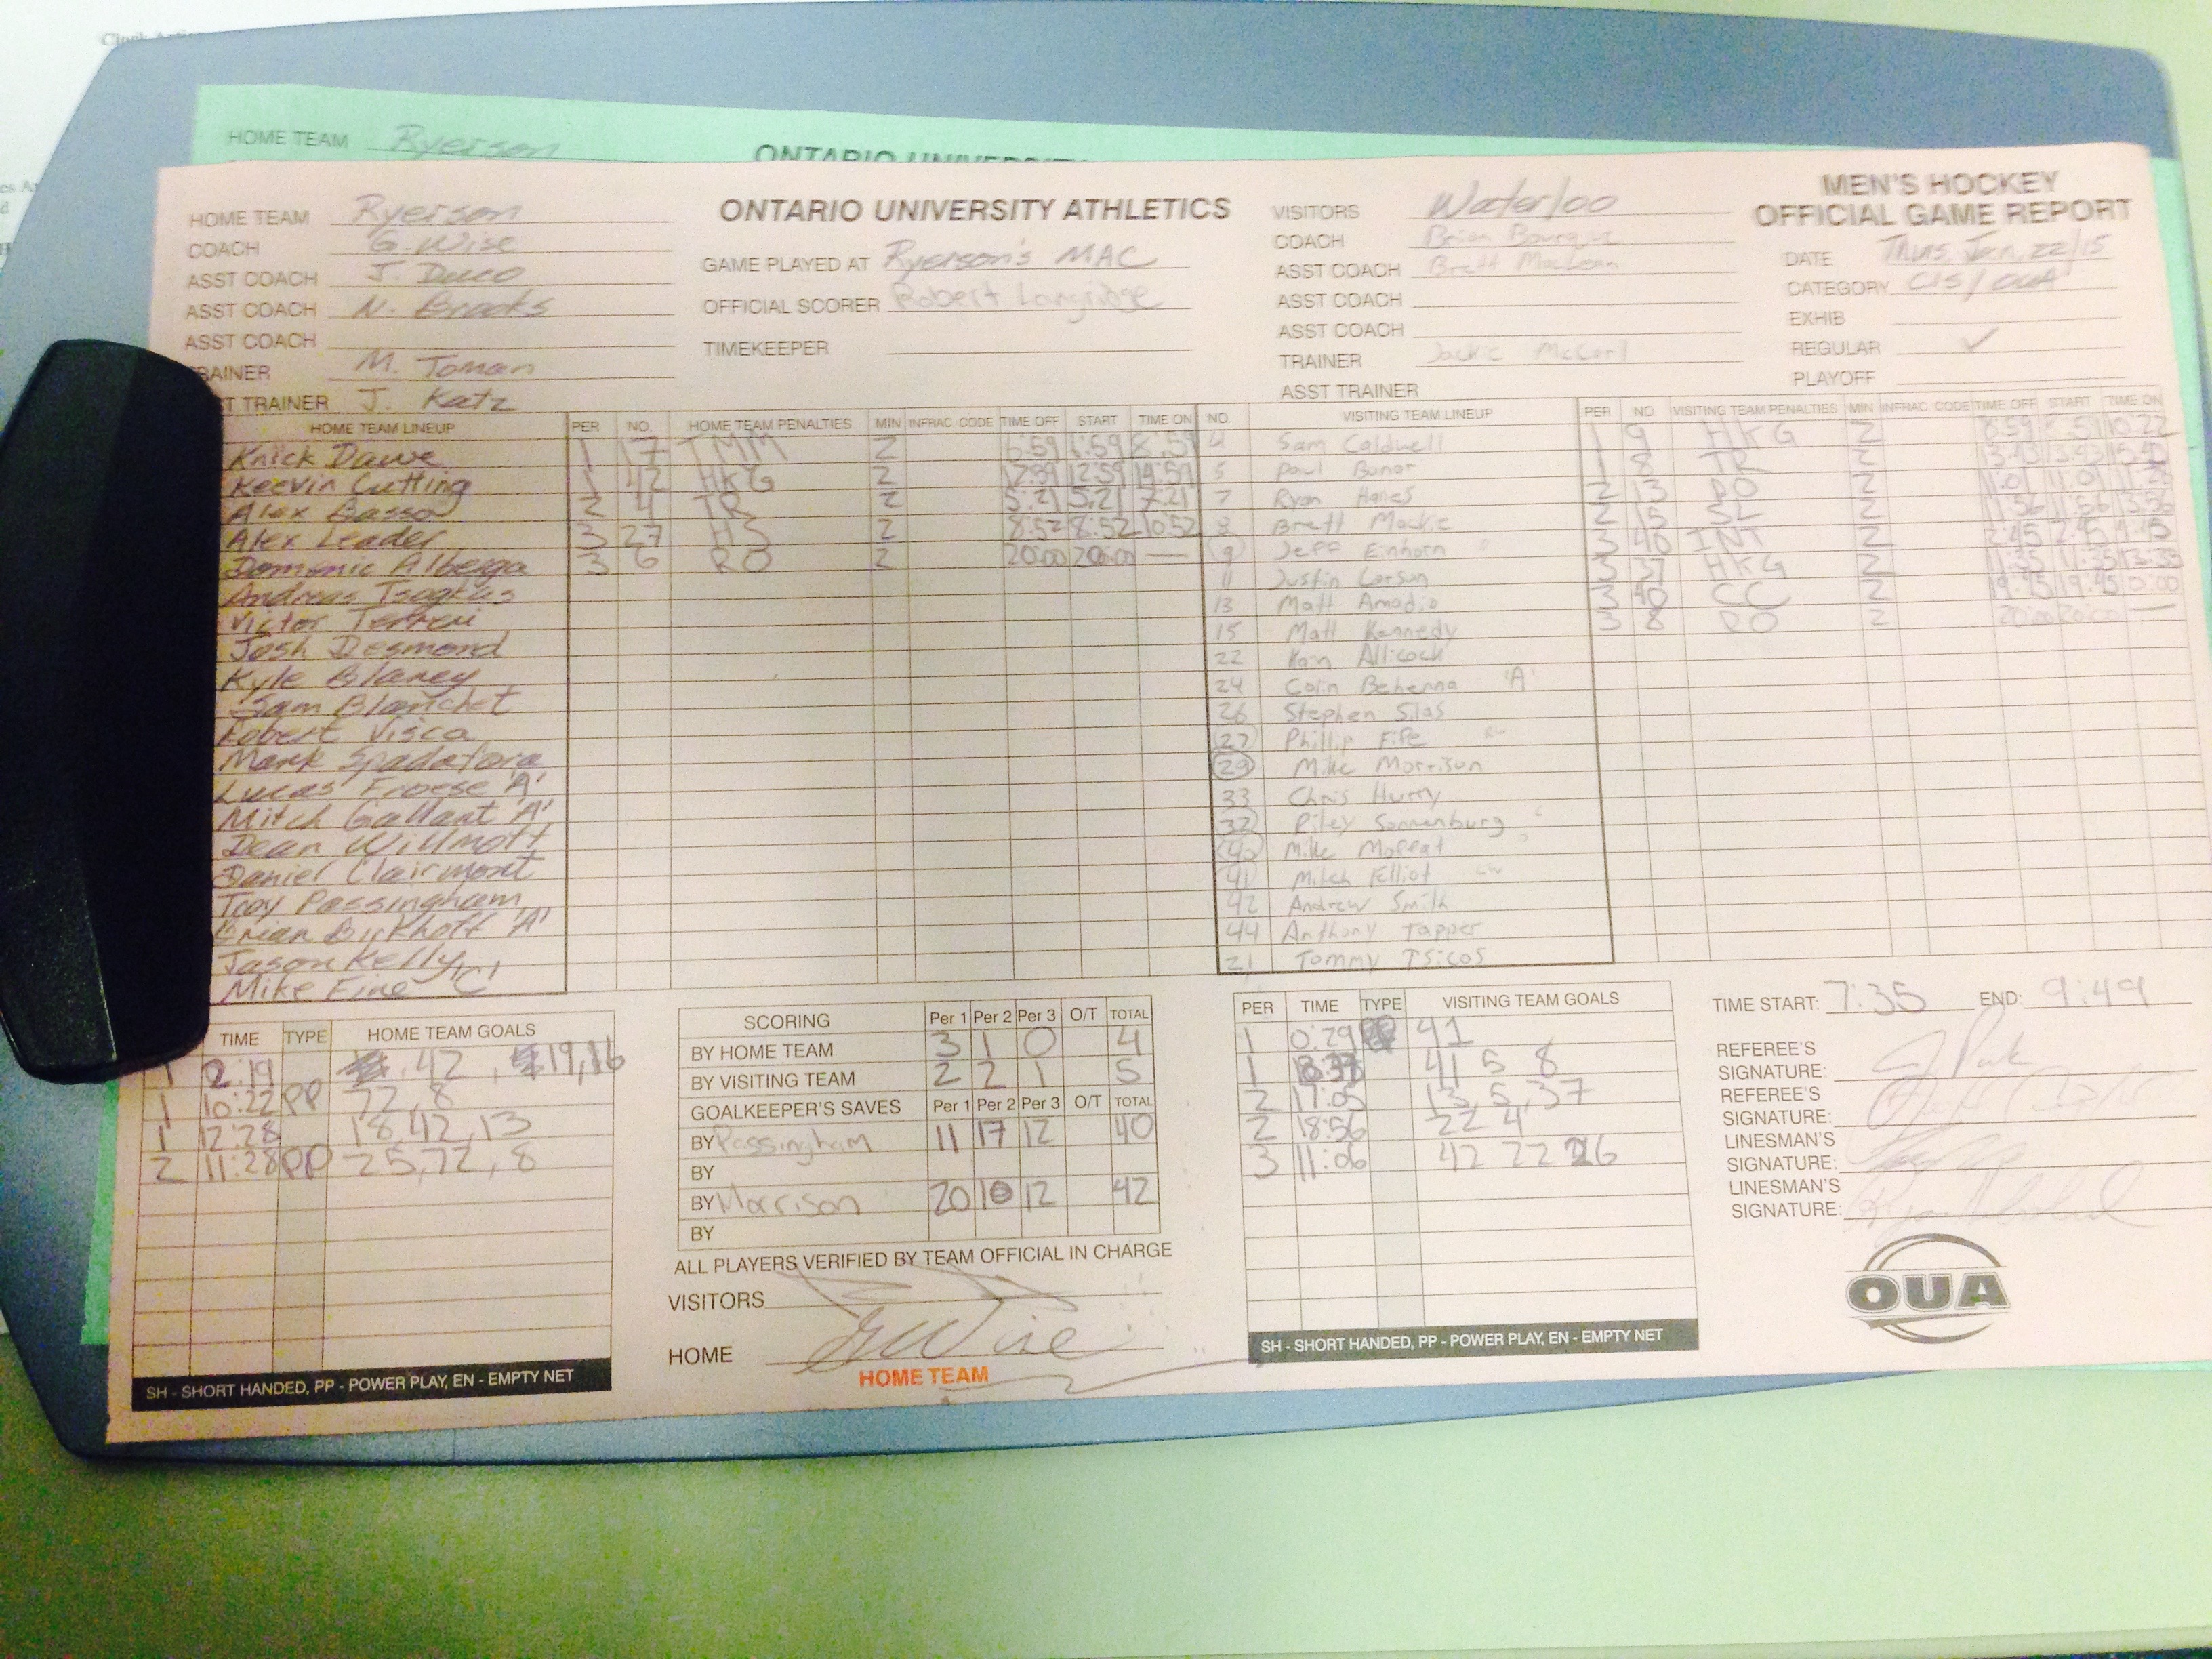 HOME TEAM Ryerson
ONTARIO UNIVERSITY
HOME TEAM Ryerson
COACH G. Wise
ASST COACH J. Duco
ASST COACH N. Brooks
ASST COACH
TRAINER M. Toman
ASST TRAINER J. Katz
ONTARIO UNIVERSITY ATHLETICS
GAME PLAYED AT Ryerson's MAC
OFFICIAL SCORER Robert Langridge
TIMEKEEPER
VISITORS Waterloo
COACH Brian Bourque
ASST COACH Brett MacLean
ASST COACH
ASST COACH
TRAINER Jackie
ASST TRAINER
MEN'S HOCKEY
OFFICIAL GAME REPORT
DATE Thurs, Jan, 22/15
CATEGORY CIS/OUA
EXHIB
REGULAR ✓
PLAYOFF
HOME TEAM LINEUP
Knick Dawe
Keevin Cutting
Alex Basso
Alex Leader
Domenic Alberga
Andreas Tsogkas
Victor Terreri
Josh Desmond
Kyle Blaney
Sam Blanchet
Robert Visca
Mark Spadafora
Lucas Froese 'A'
Mitch Gallant 'A'
Dean Willmott
Daniel Clairmont
Troy Passingham
Brian Birkhoff 'A'
Jason Kelly
Mike Fine 'C'
PER NO. HOME TEAM PENALTIES MIN INFRAC CODE TIME OFF START TIME ON
1 17 TMM 2 6:59 6:59 8:59
1 42 HKG 2 12:59 12:59 14:59
2 4 TR 2 5:21 5:21 7:21
3 27 HS 2 8:52 8:52 10:52
3 6 RO 2 20:00 20:00 —
NO. VISITING TEAM LINEUP
4 Sam Caldwell
5 Paul Bonar
7 Ryan Hanes
8 Brett Mackie
9 Jeff Einhorn
11 Justin Larson
13 Matt Amadio
15 Matt Kennedy
22 Kain Allicock
24 Colin Behenna 'A'
26 Stephen Silas
27 Phillip Fife
29 Mike Morrison
33 Chris Hurry
37 Riley Sonnenburg
40 Mike Moffat
41 Mitch Elliot
42 Andrew Smith
44 Anthony Tapper
21 Tommy Tsicos
PER NO. VISITING TEAM PENALTIES MIN INFRAC CODE TIME OFF START TIME ON
1 9 HKG 2 8:59 8:59 10:22
1 8 TR 2 13:43 13:43 15:43
2 13 RO 2 11:01 11:01 11:28
2 15 SL 2 11:56 11:56 13:56
3 40 INT 2 2:45 2:45 4:45
3 37 HKG 2 11:35 11:35 13:35
3 40 CC 2 19:45 19:45 0:00
3 8 RO 2 20:00 20:00 —
TIME TYPE HOME TEAM GOALS
1 2:19 42, 19, 16
1 10:22 PP 72, 8
1 12:28 18, 42, 13
2 11:28 PP 25, 72, 8
SH - SHORT HANDED, PP - POWER PLAY, EN - EMPTY NET
SCORING Per 1 Per 2 Per 3 O/T TOTAL
BY HOME TEAM 3 1 0 4
BY VISITING TEAM 2 2 1 5
GOALKEEPER'S SAVES Per 1 Per 2 Per 3 O/T TOTAL
BY Passingham 11 17 12 40
BY
BY Morrison 20 10 12 42
BY
ALL PLAYERS VERIFIED BY TEAM OFFICIAL IN CHARGE
VISITORS
HOME G Wise
HOME TEAM
PER TIME TYPE VISITING TEAM GOALS
1 0:29 41
1 41 5 8
2 17:05 13, 5, 37
2 18:56 22 4
3 11:06 42 22 26
SH - SHORT HANDED, PP - POWER PLAY, EN - EMPTY NET
TIME START: 7:35 END: 9:49
REFEREE'S
SIGNATURE:
REFEREE'S
SIGNATURE:
LINESMAN'S
SIGNATURE:
LINESMAN'S
SIGNATURE:
OUA